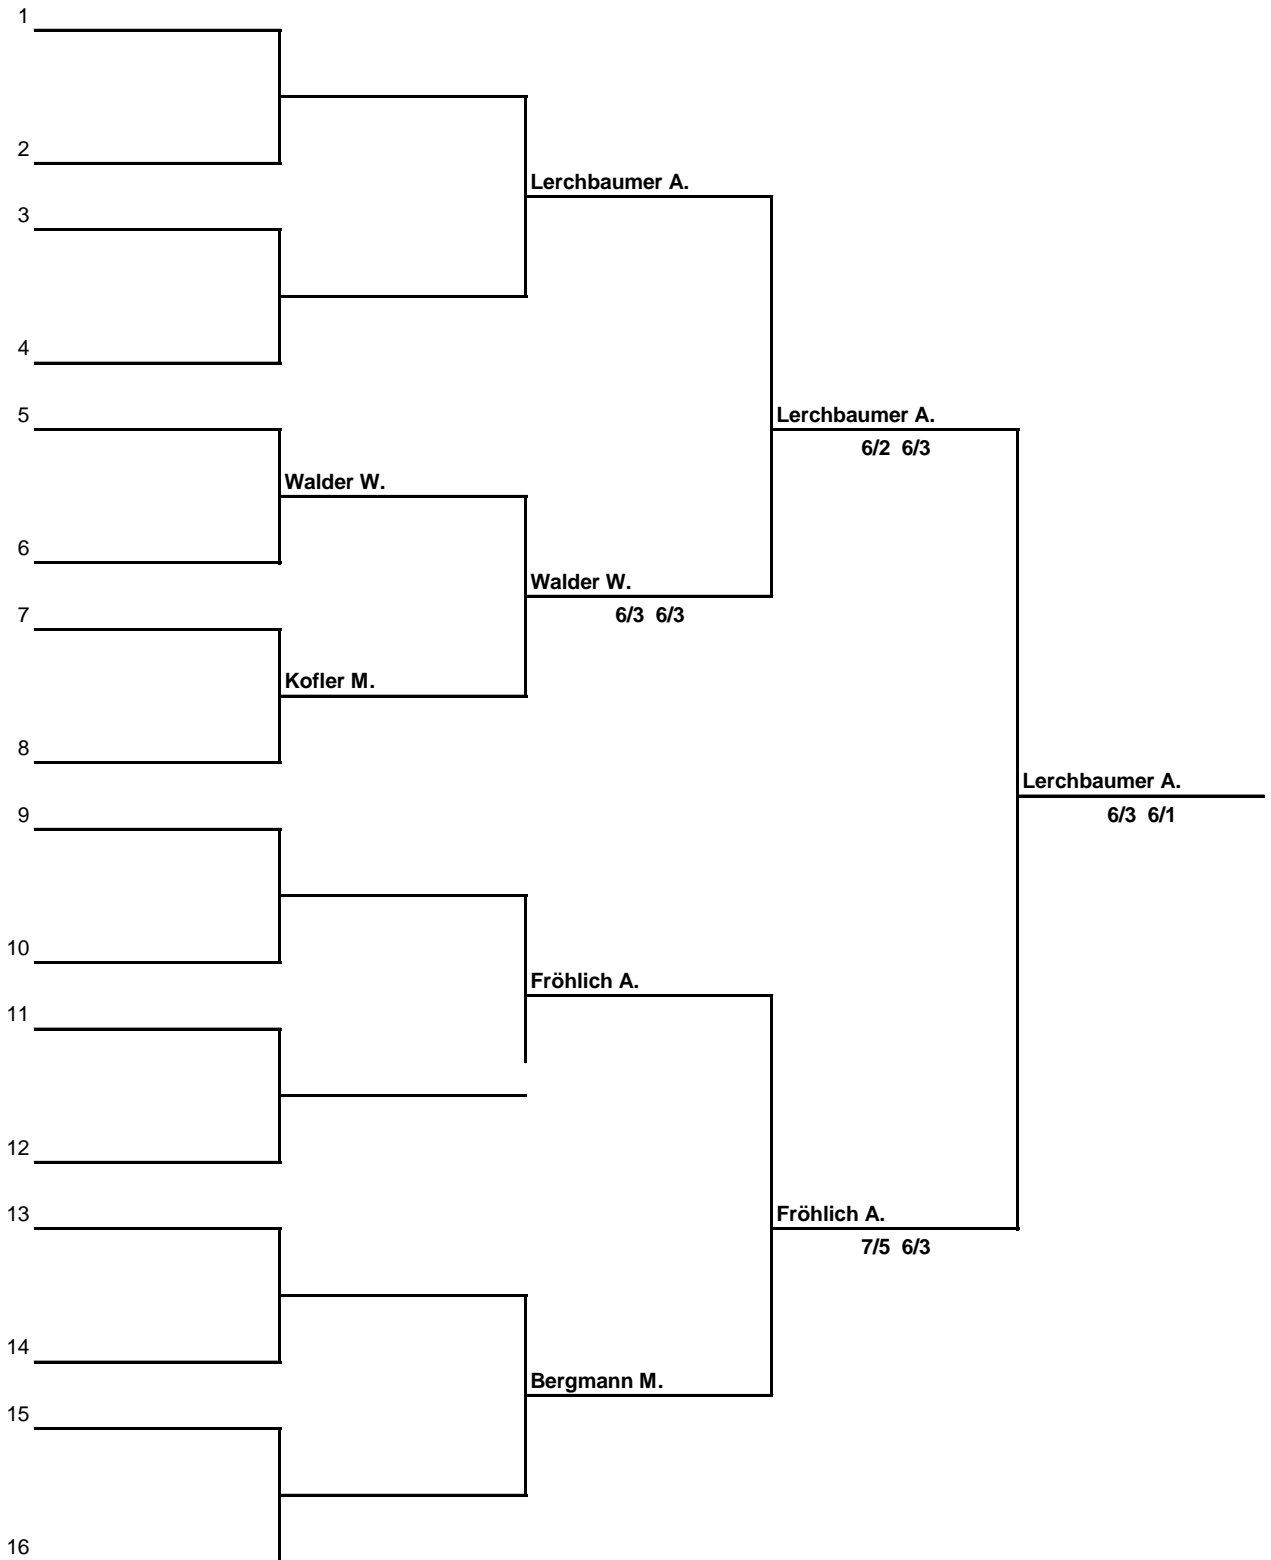 1
2
Lerchbaumer A.
3
4
5
Lerchbaumer A.
6/2 6/3
Walder W.
6
Walder W.
7
6/3 6/3
Kofler M.
8
Lerchbaumer A.
9
6/3 6/1
10
Fröhlich A.
11
12
13
Fröhlich A.
7/5 6/3
14
Bergmann M.
15
16